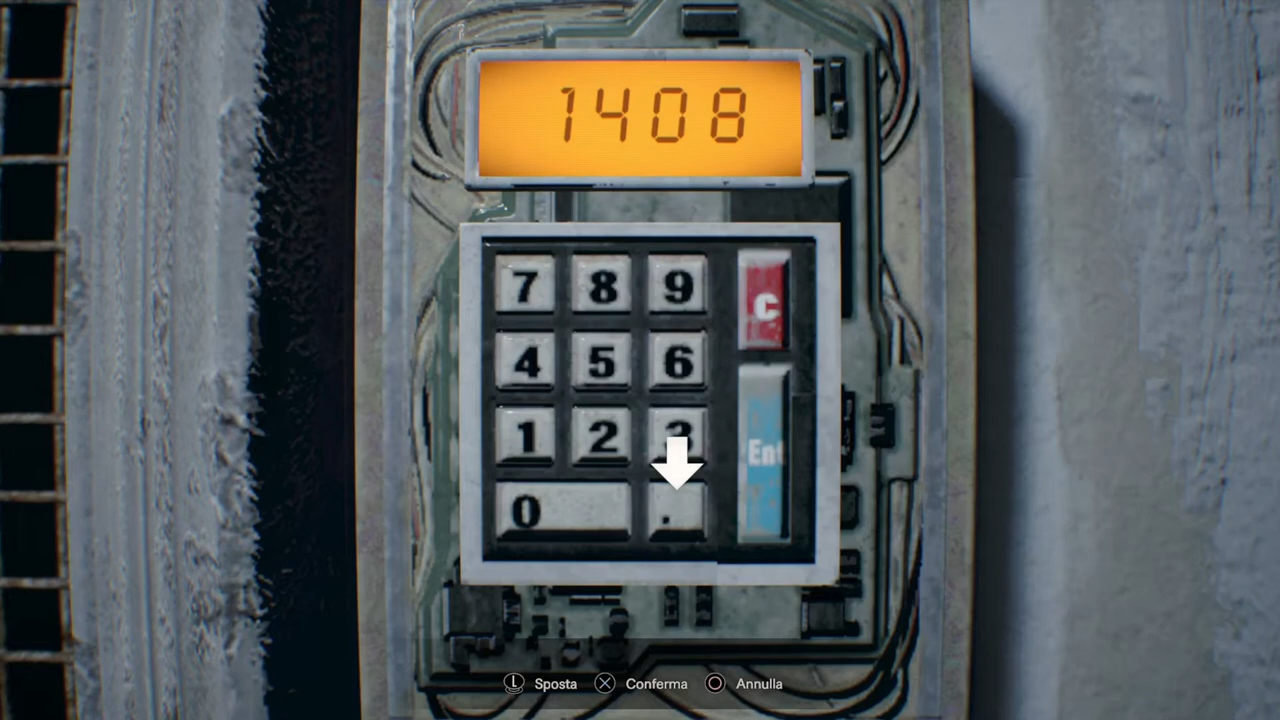 1408
7 8 9 C
4 5 6
1 2 3 Ent
0 .
L Sposta Conferma Annulla